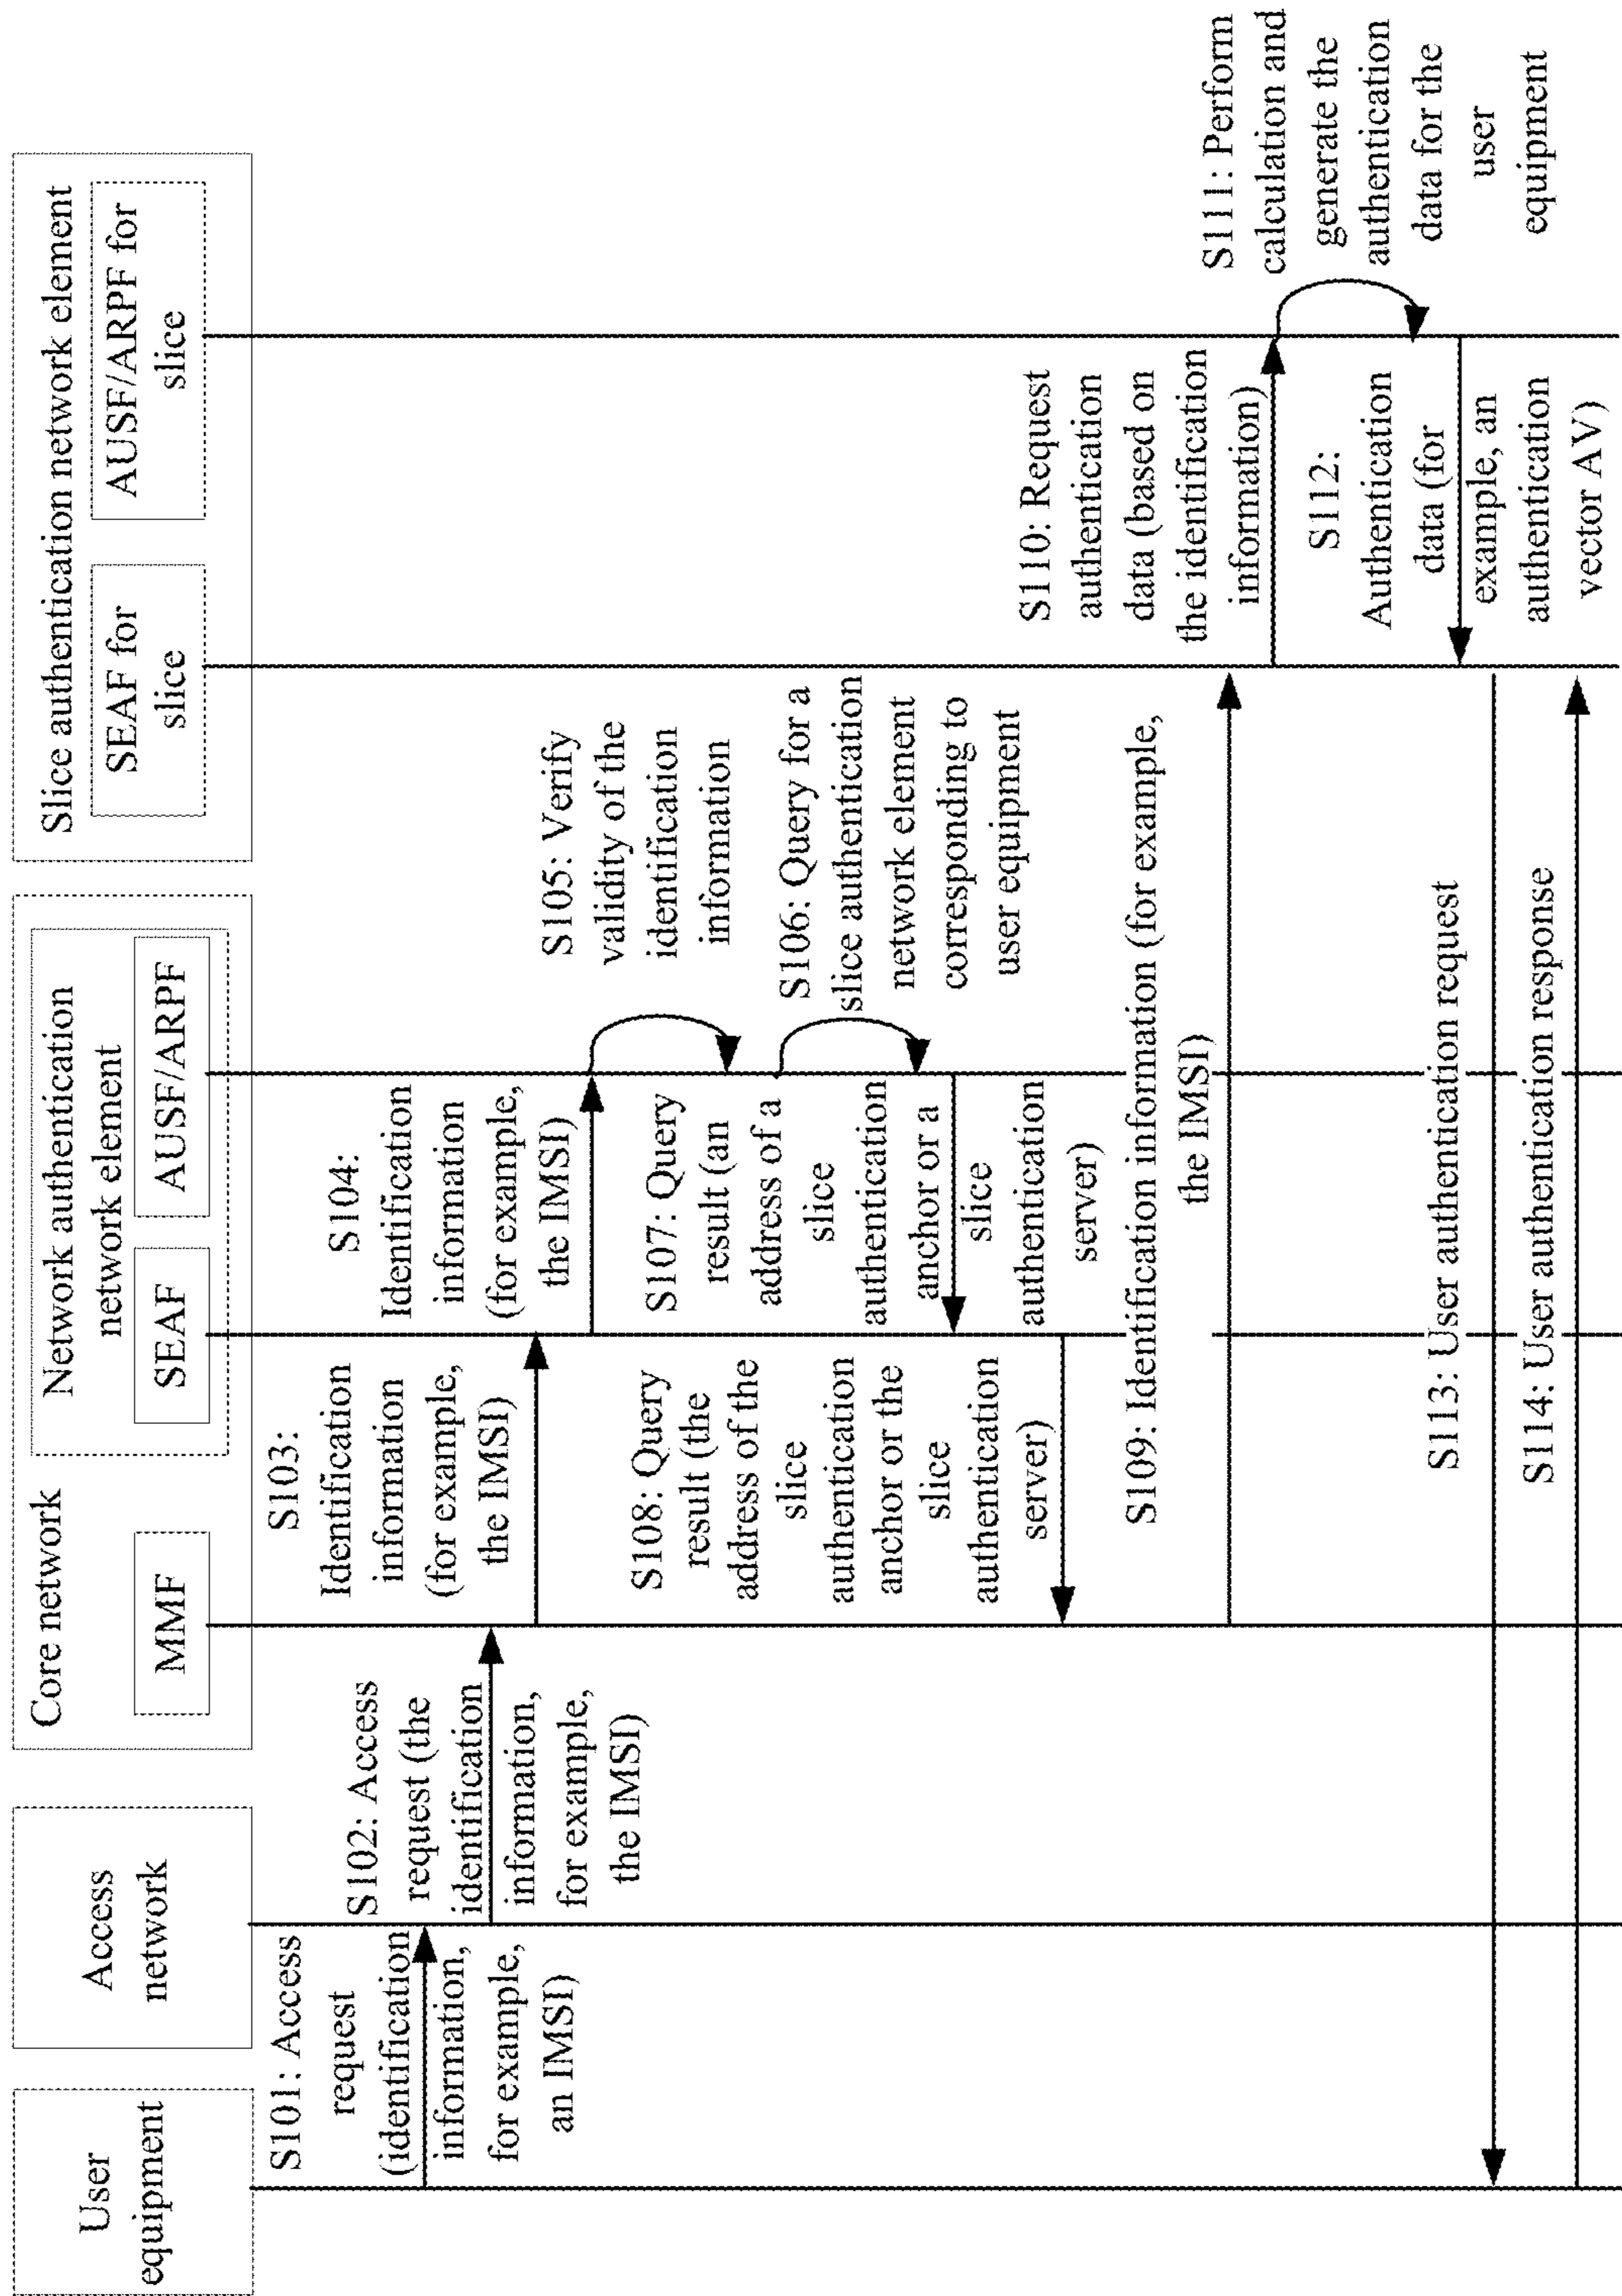 User
equipment
Access
network
Core network
MMF
Network authentication
network element
SEAF
AUSF/ARPF
Slice authentication network element
SEAF for
slice
AUSF/ARPF for
slice
S101: Access
request
(identification
information,
for example,
an IMSI)
S102: Access
request (the
identification
information,
for example,
the IMSI)
S103:
Identification
information
(for example,
the IMSI)
S104:
Identification
information
(for example,
the IMSI)
S105: Verify
validity of the
identification
information
S106: Query for a
slice authentication
network element
corresponding to
user equipment
S107: Query
result (an
address of a
slice
authentication
anchor or a
slice
authentication
server)
S108: Query
result (the
address of the
slice
authentication
anchor or the
slice
authentication
server)
S109: Identification information (for example,
the IMSI)
S110: Request
authentication
data (based on
the identification
information)
S111: Perform
calculation and
generate the
authentication
data for the
user
equipment
S112:
Authentication
data (for
example, an
authentication
vector AV)
S113: User authentication request
S114: User authentication response